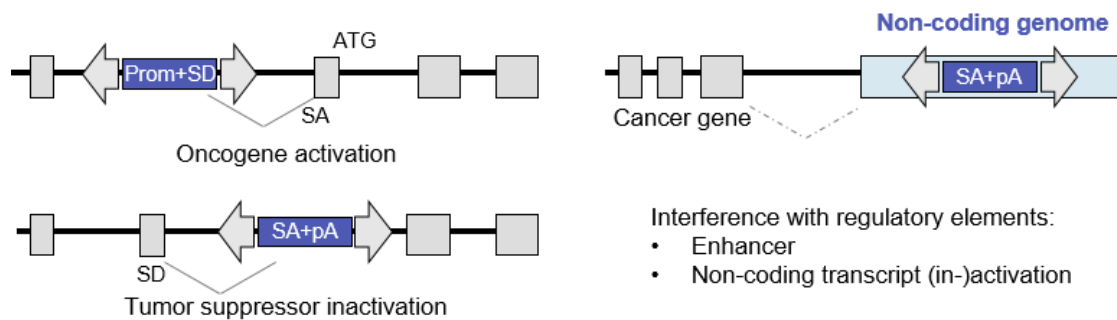 Prom+SD
ATG
SA
Oncogene activation
SA+pA
SD
Tumor suppressor inactivation
Non-coding genome
SA+pA
Cancer gene
Interference with regulatory elements:
• Enhancer
• Non-coding transcript (in-)activation